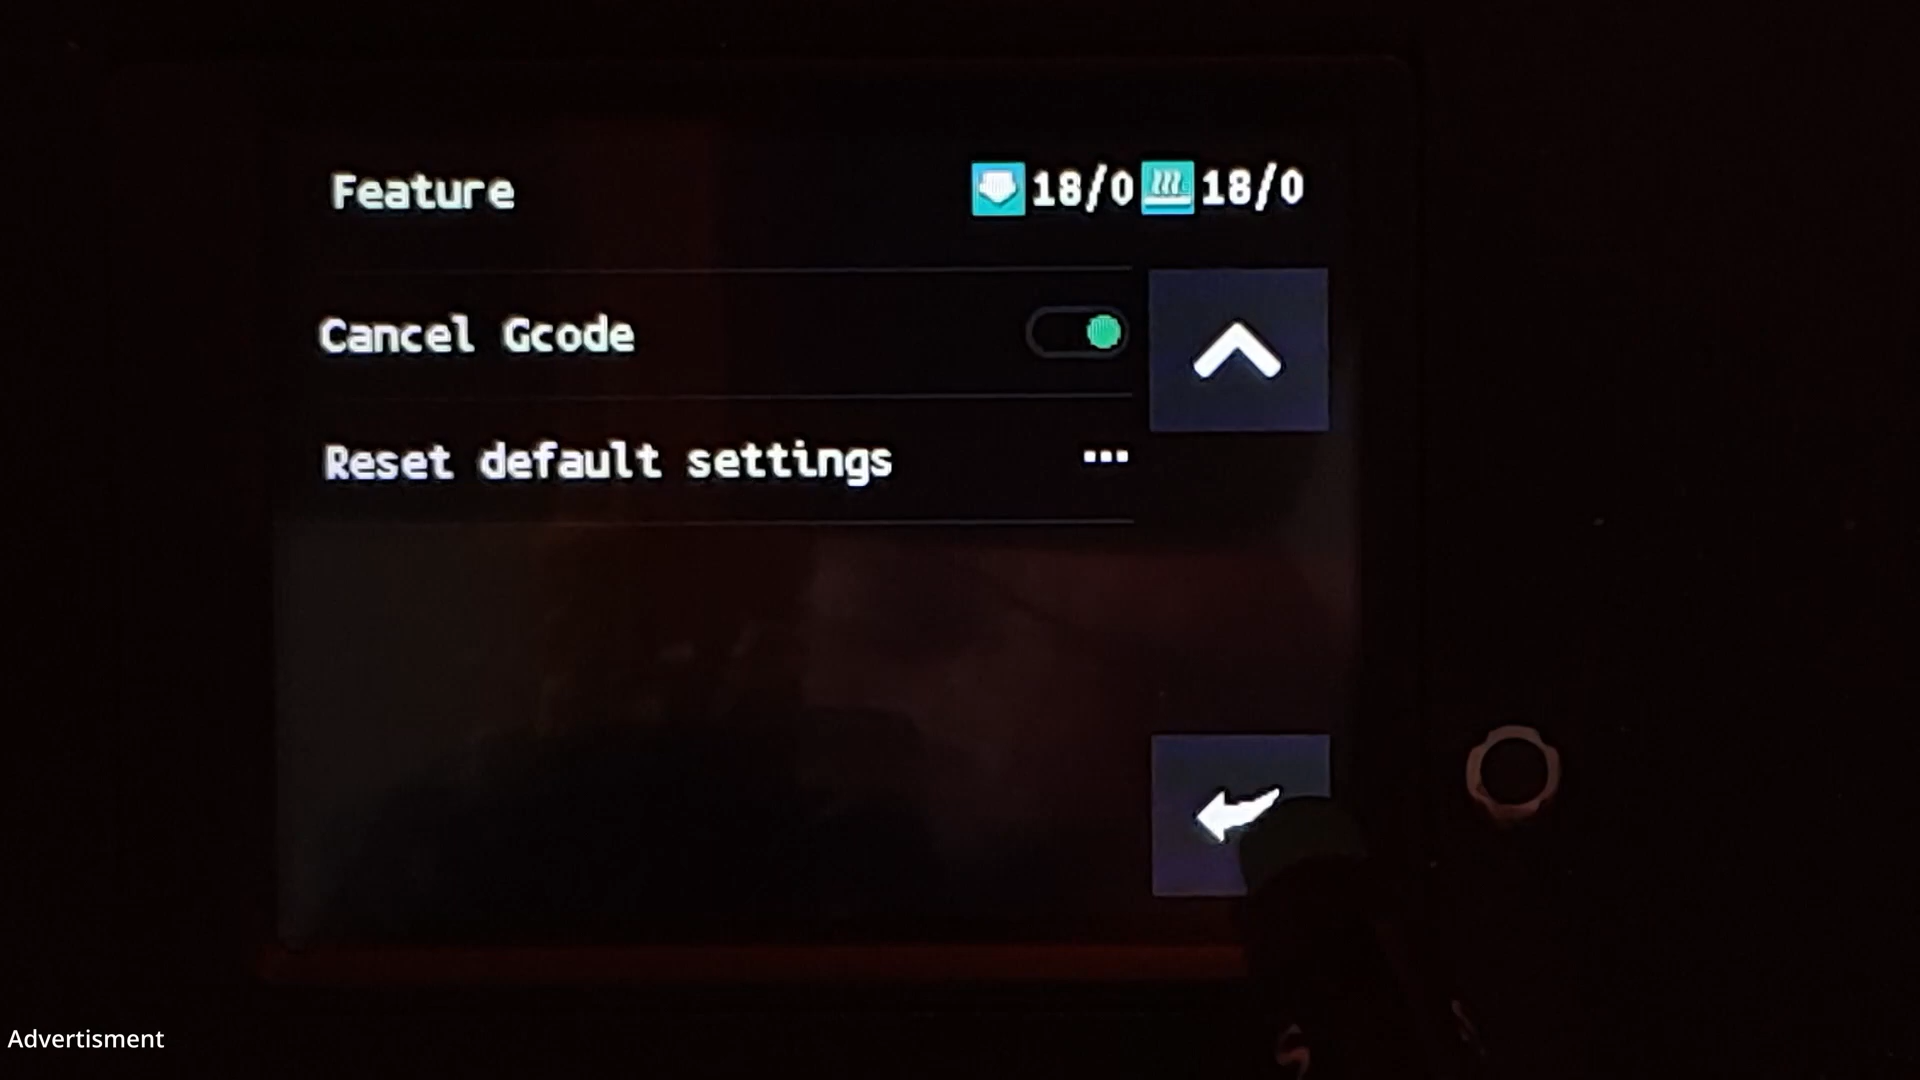 Feature 18/0 18/0
Cancel Gcode
Reset default settings ...
Advertisment